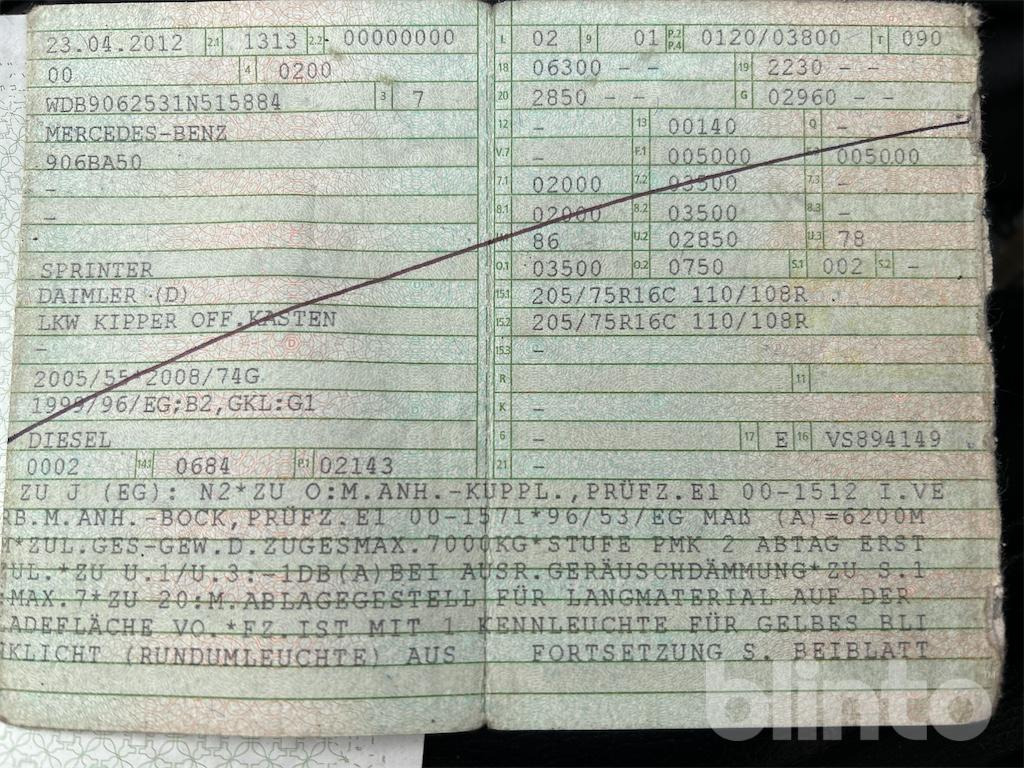 23.04.2012 2.1 1313 2.2 00000000
00 4 0200
WDB9062531N515884 3 7
MERCEDES-BENZ
906BA50
-
-
SPRINTER
DAIMLER (D)
LKW KIPPER OFF.KASTEN
-
2005/55*2008/74G
1999/96/EG;B2,GKL:G1
DIESEL
0002 14.1 0684 P.1 02143
L 02 9 01 P.2 P.4 0120/03800 T 090
18 06300 - - 19 2230 - -
20 2850 - - G 02960 - -
12 - 13 00140 Q -
V.7 - F.1 005000 F.2 005000
7.1 02000 7.2 03500 7.3 -
8.1 02000 8.2 03500 8.3 -
86 U.2 02850 U.3 78
O.1 03500 O.2 0750 S.1 002 S.2 -
15.1 205/75R16C 110/108R
15.2 205/75R16C 110/108R
15.3 -
R 11
K -
6 - 17 E 16 VS894149
21 -
ZU J (EG): N2*ZU O:M.ANH.-KUPPL.,PRÜFZ.E1 00-1512 I.VE
RB.M.ANH.-BOCK,PRÜFZ.E1 00-1571*96/53/EG MAß (A)=6200M
M*ZUL.GES-GEW.D.ZUGESMAX.7000KG*STUFE PMK 2 ABTAG ERST
ZUL.*ZU U.1/U.3:-1DB(A)BEI AUSR.GERÄUSCHDÄMMUNG*ZU S.1
MAX.7*ZU 20:M.ABLAGEGESTELL FÜR LANGMATERIAL AUF DER
ADEFLÄCHE VO.*FZ.IST MIT 1 KENNLEUCHTE FÜR GELBES BLI
NKLICHT (RUNDUMLEUCHTE) AUS FORTSETZUNG S. BEIBLATT
blinto